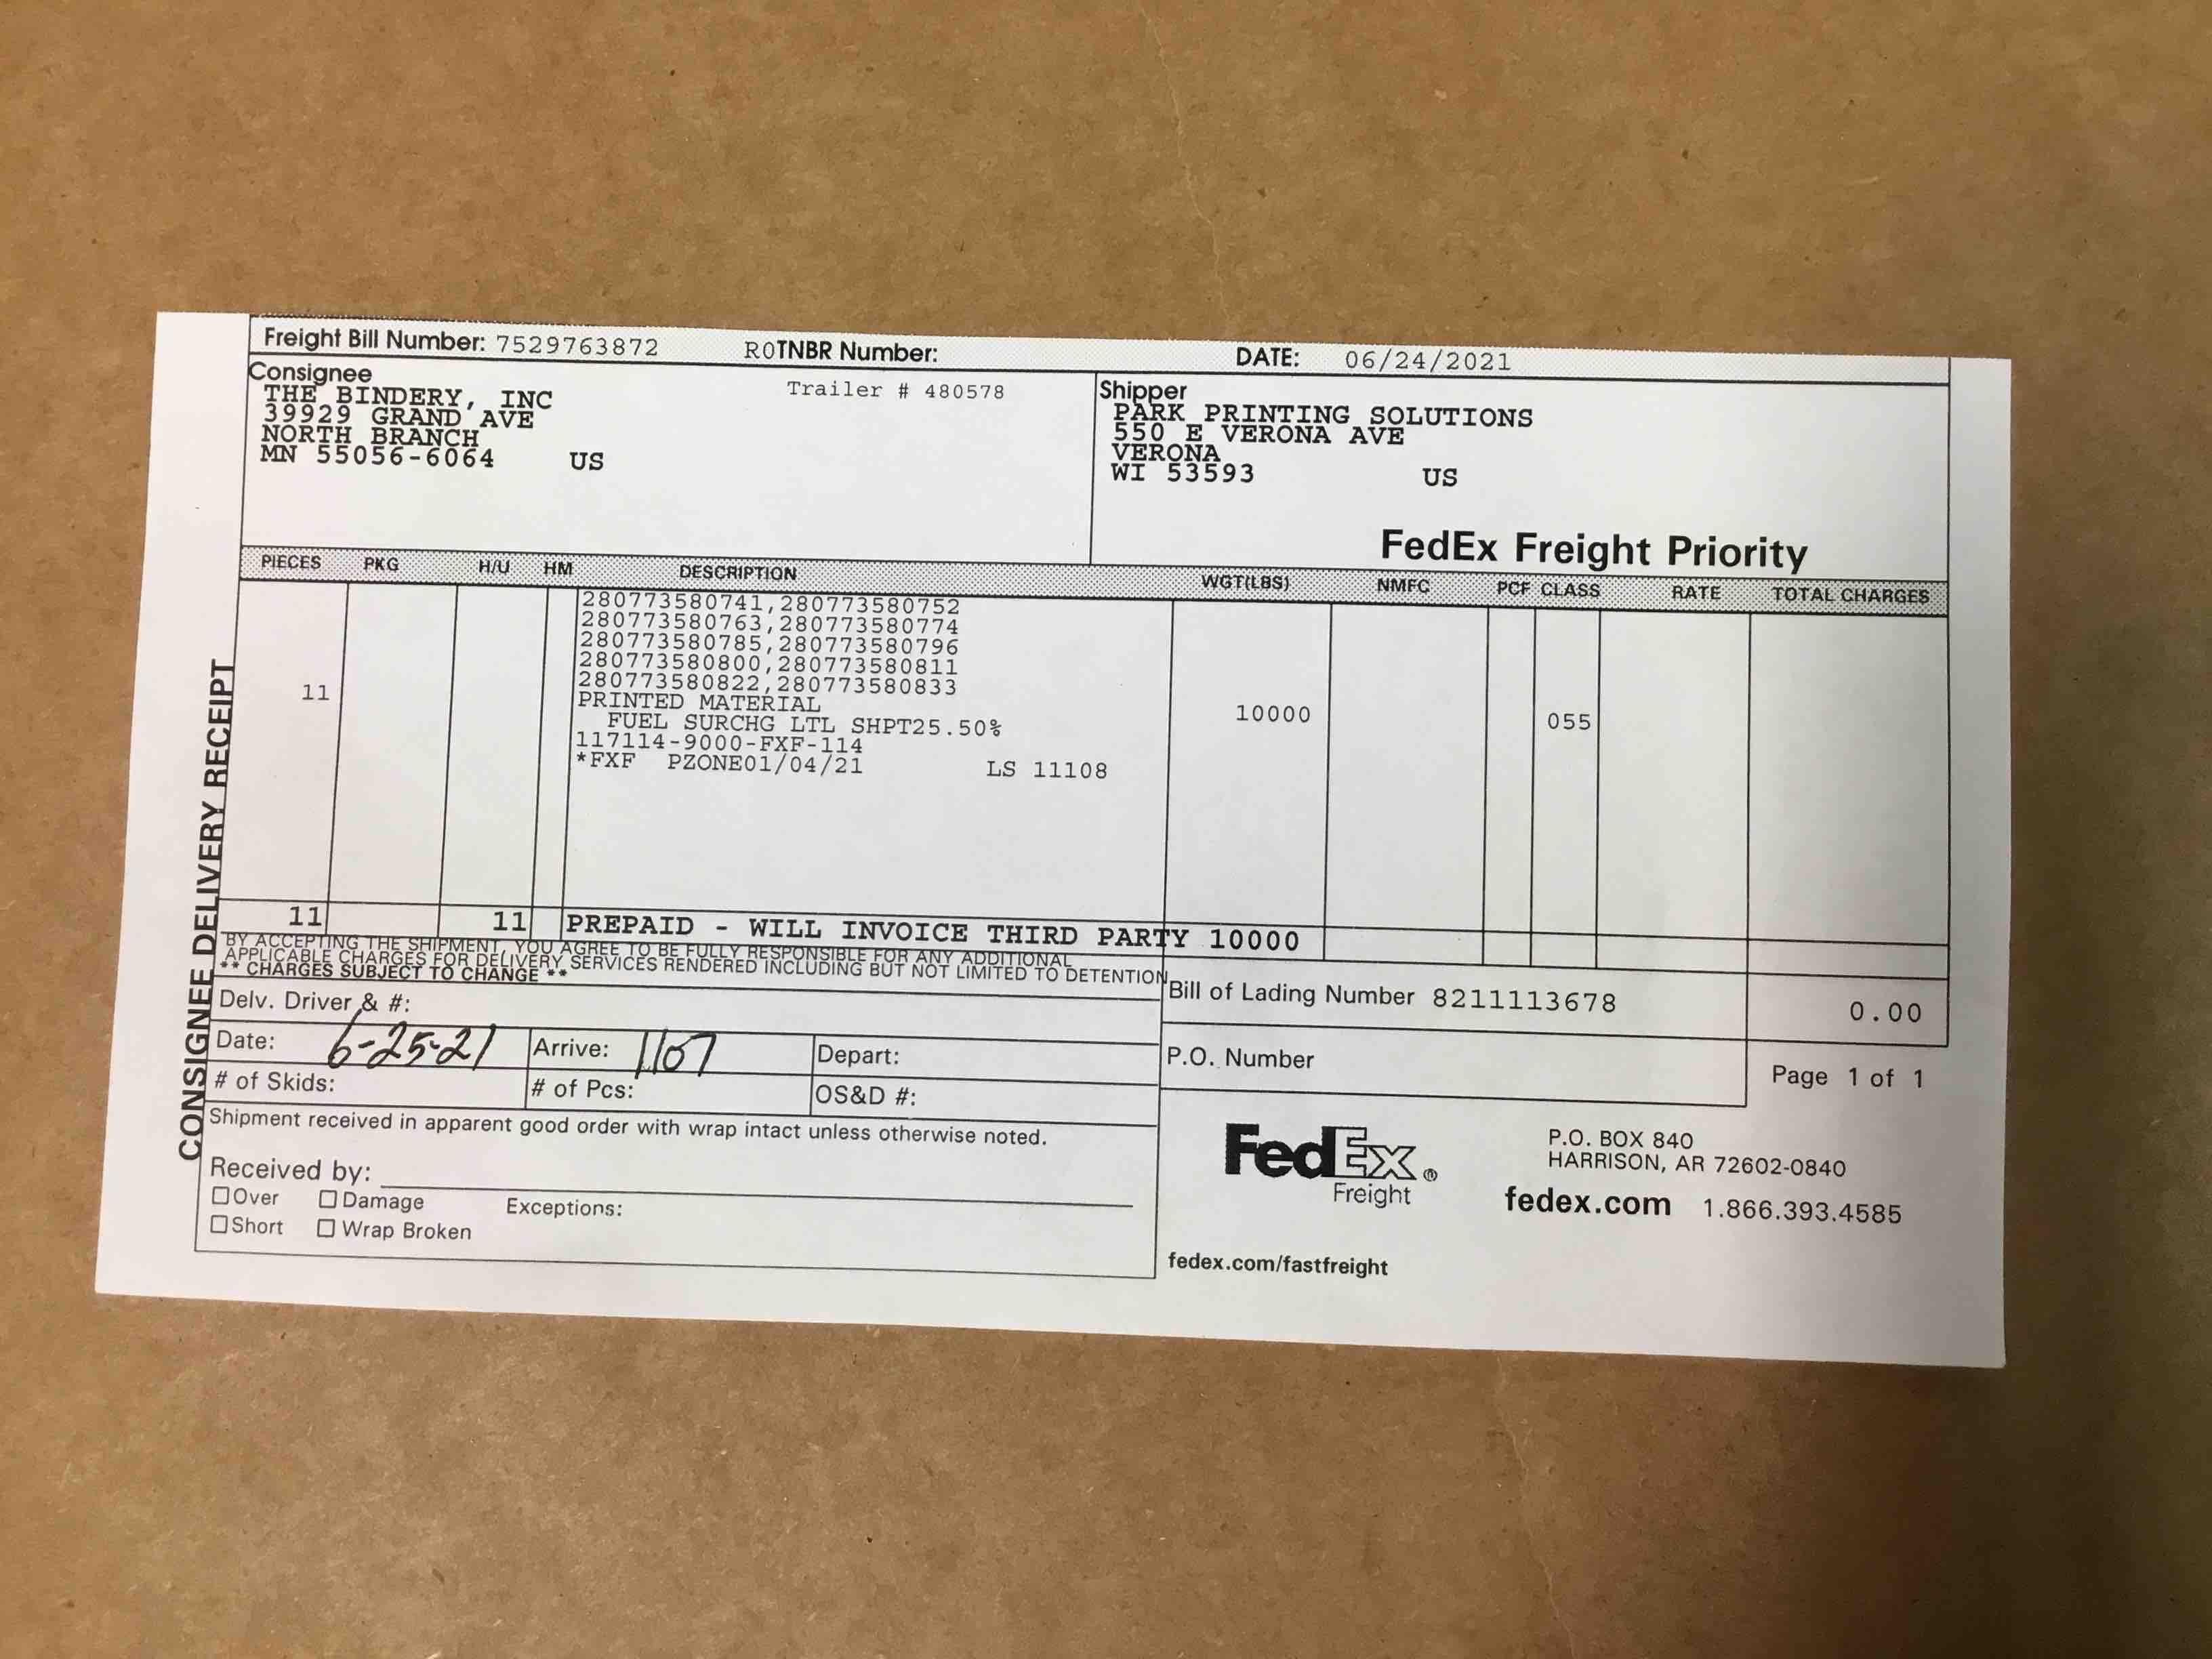 Freight Bill Number: 7529763872 ROTNBR Number: DATE: 06/24/2021
Consignee
THE BINDERY, INC
39929 GRAND AVE
NORTH BRANCH
MN 55056-6064 US
Trailer # 480578
Shipper
PARK PRINTING SOLUTIONS
550 E VERONA AVE
VERONA
WI 53593 US
FedEx Freight Priority
PIECES PKG H/U HM DESCRIPTION WGT(LBS) NMFC PCF CLASS RATE TOTAL CHARGES
280773580741,280773580752
280773580763,280773580774
280773580785,280773580796
280773580800,280773580811
280773580822,280773580833
11 PRINTED MATERIAL 10000 055
FUEL SURCHG LTL SHPT25.50%
117114-9000-FXF-114
*FXF PZONE01/04/21 LS 11108
11 11 PREPAID - WILL INVOICE THIRD PARTY 10000
BY ACCEPTING THE SHIPMENT, YOU AGREE TO BE FULLY RESPONSIBLE FOR ANY ADDITIONAL
APPLICABLE CHARGES FOR DELIVERY SERVICES RENDERED INCLUDING BUT NOT LIMITED TO DETENTION
** CHARGES SUBJECT TO CHANGE **
Bill of Lading Number 8211113678 0.00
Delv. Driver & #:
Date: 6-25-21 Arrive: 1107 Depart:
P.O. Number
Page 1 of 1
# of Skids: # of Pcs: OS&D #:
Shipment received in apparent good order with wrap intact unless otherwise noted.
Received by:
Over Damage Exceptions:
Short Wrap Broken
CONSIGNEE DELIVERY RECEIPT
FedEx®
Freight
P.O. BOX 840
HARRISON, AR 72602-0840
fedex.com 1.866.393.4585
fedex.com/fastfreight